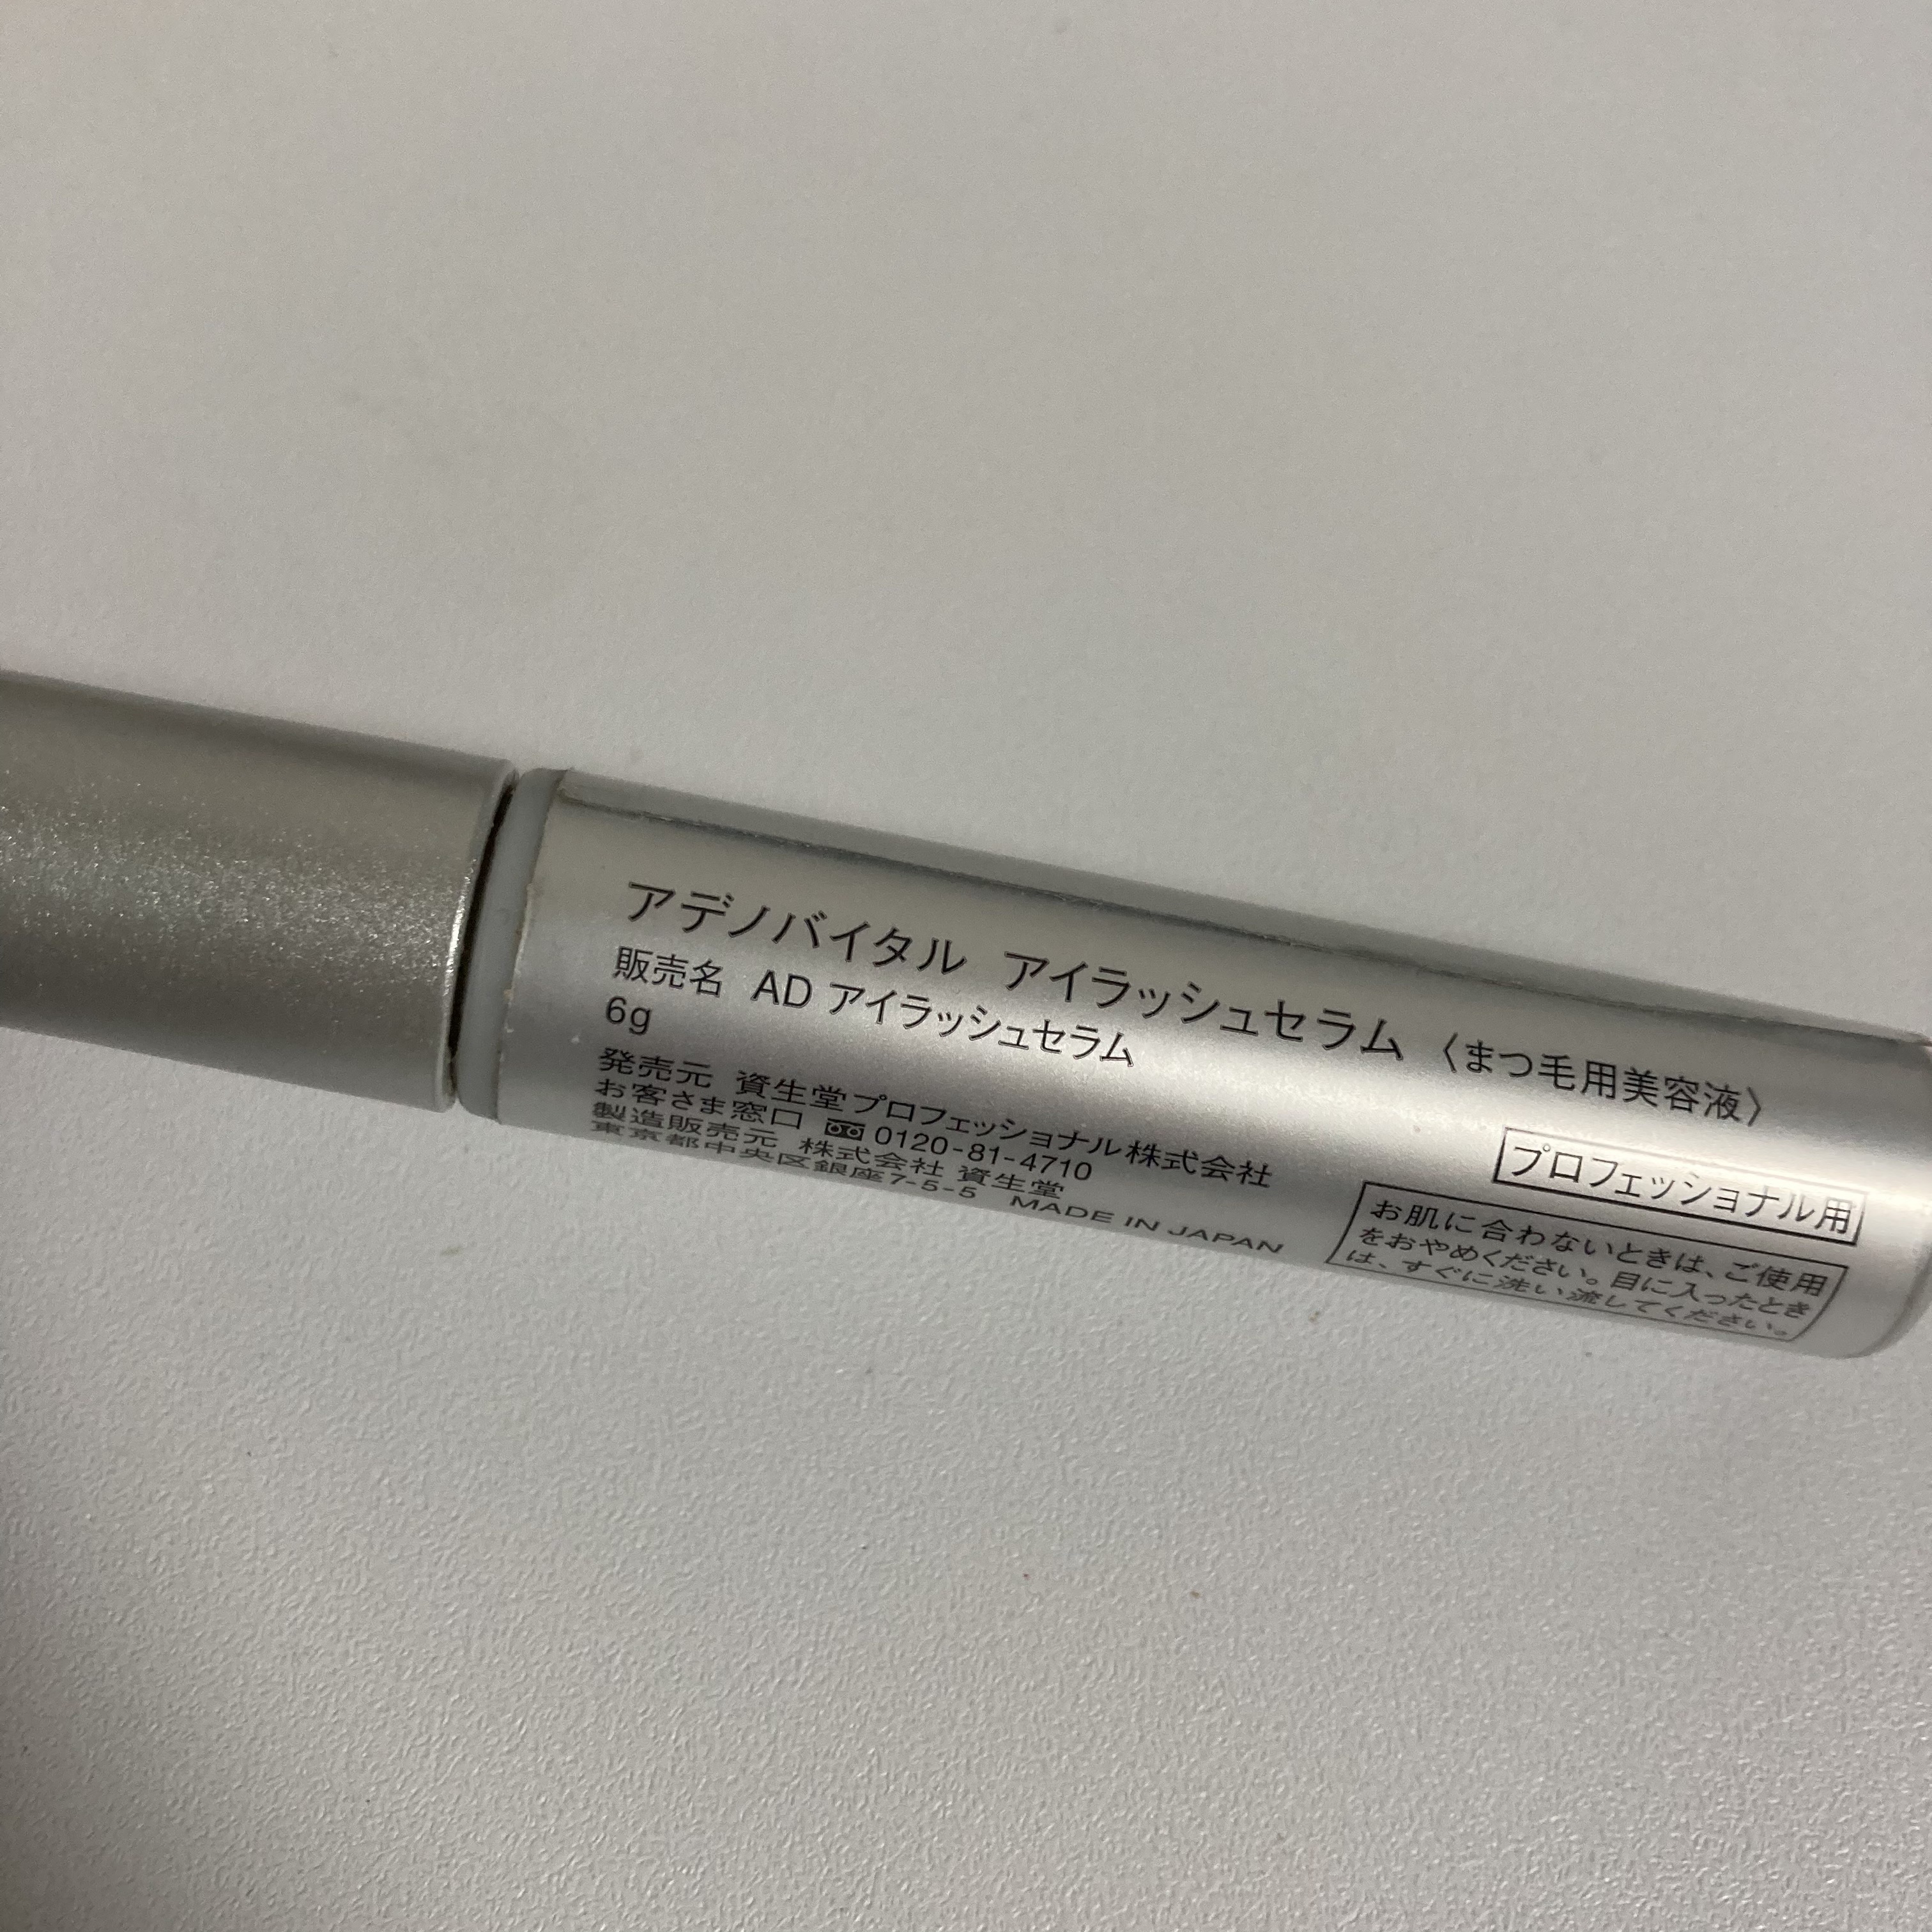 アデノバイタル アイラッシュセラム 〈まつ毛用美容液〉
販売名 AD アイラッシュセラム
6g
発売元 資生堂プロフェッショナル株式会社
お客さま窓口 0120-81-4710
製造販売元 株式会社 資生堂
東京都中央区銀座7-5-5 MADE IN JAPAN
プロフェッショナル用
お肌に合わないときは、ご使用
をおやめください。目に入ったとき
は、すぐに洗い流してください。